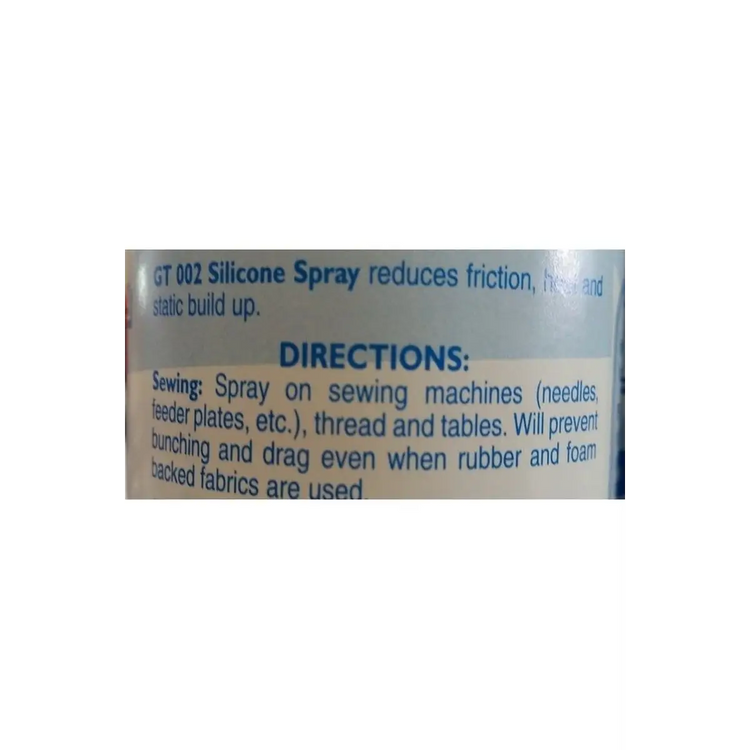 GT 002 Silicone Spray reduces friction, heat and
static build up.
DIRECTIONS:
Sewing: Spray on sewing machines (needles,
feeder plates, etc.), thread and tables. Will prevent
bunching and drag even when rubber and foam
backed fabrics are used.